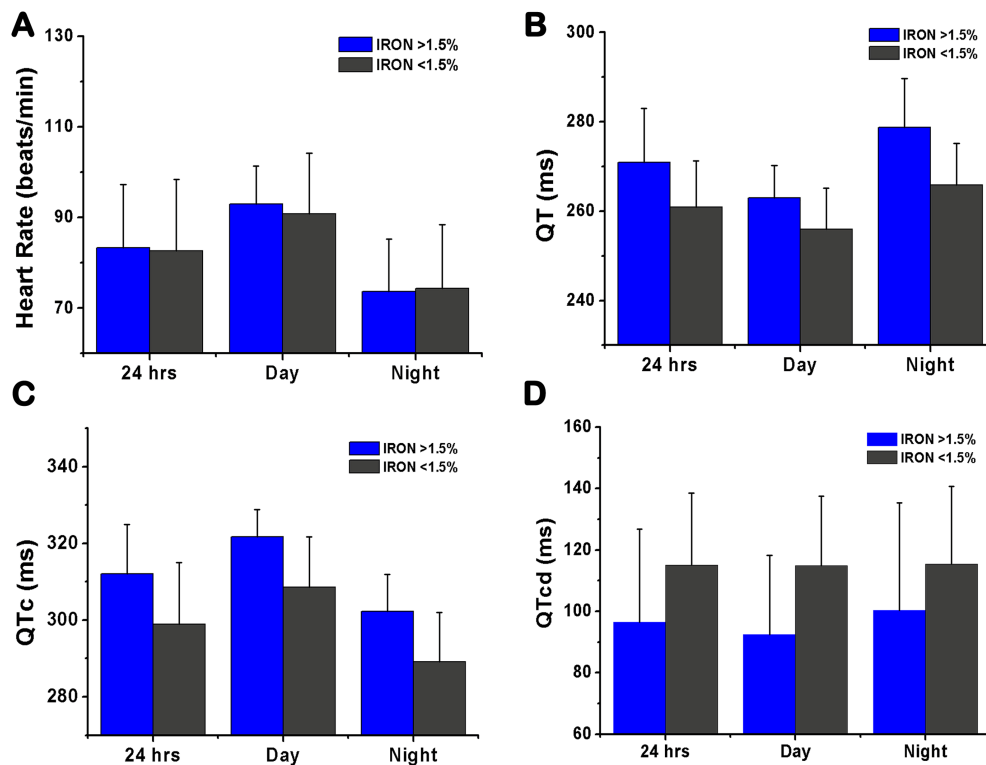 A
Heart Rate (beats/min)
130
110
90
70
IRON >1.5%
IRON <1.5%
24 hrs
Day
Night
B
QT (ms)
300
280
260
240
IRON >1.5%
IRON <1.5%
24 hrs
Day
Night
C
QTc (ms)
340
320
300
280
IRON >1.5%
IRON <1.5%
24 hrs
Day
Night
D
QTcd (ms)
160
140
120
100
80
60
IRON >1.5%
IRON <1.5%
24 hrs
Day
Night